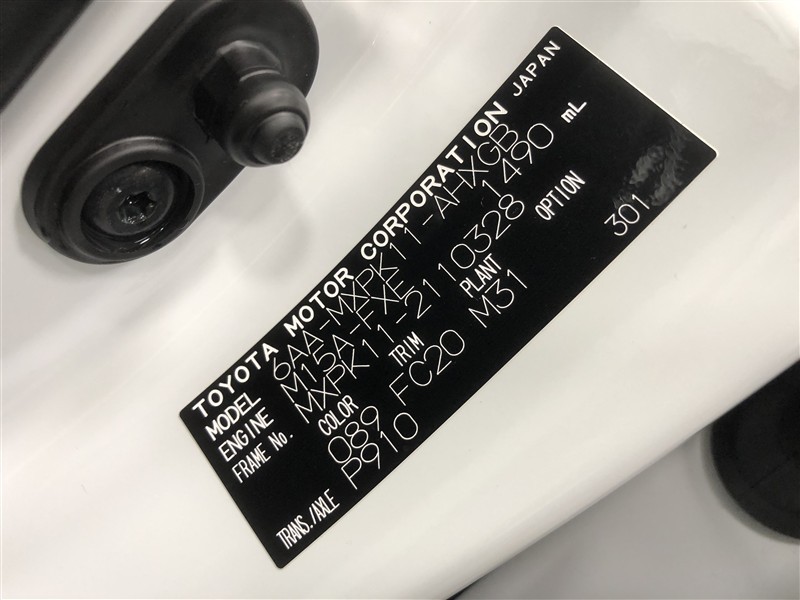 TOYOTA MOTOR CORPORATION JAPAN
MODEL 6AA-MXPK11-AHXGB
ENGINE M15A-FXE 1490 mL
FRAME No. MXPK11-2110328
COLOR TRIM PLANT OPTION
089 FC20 M31 301
TRANS./AXLE P910